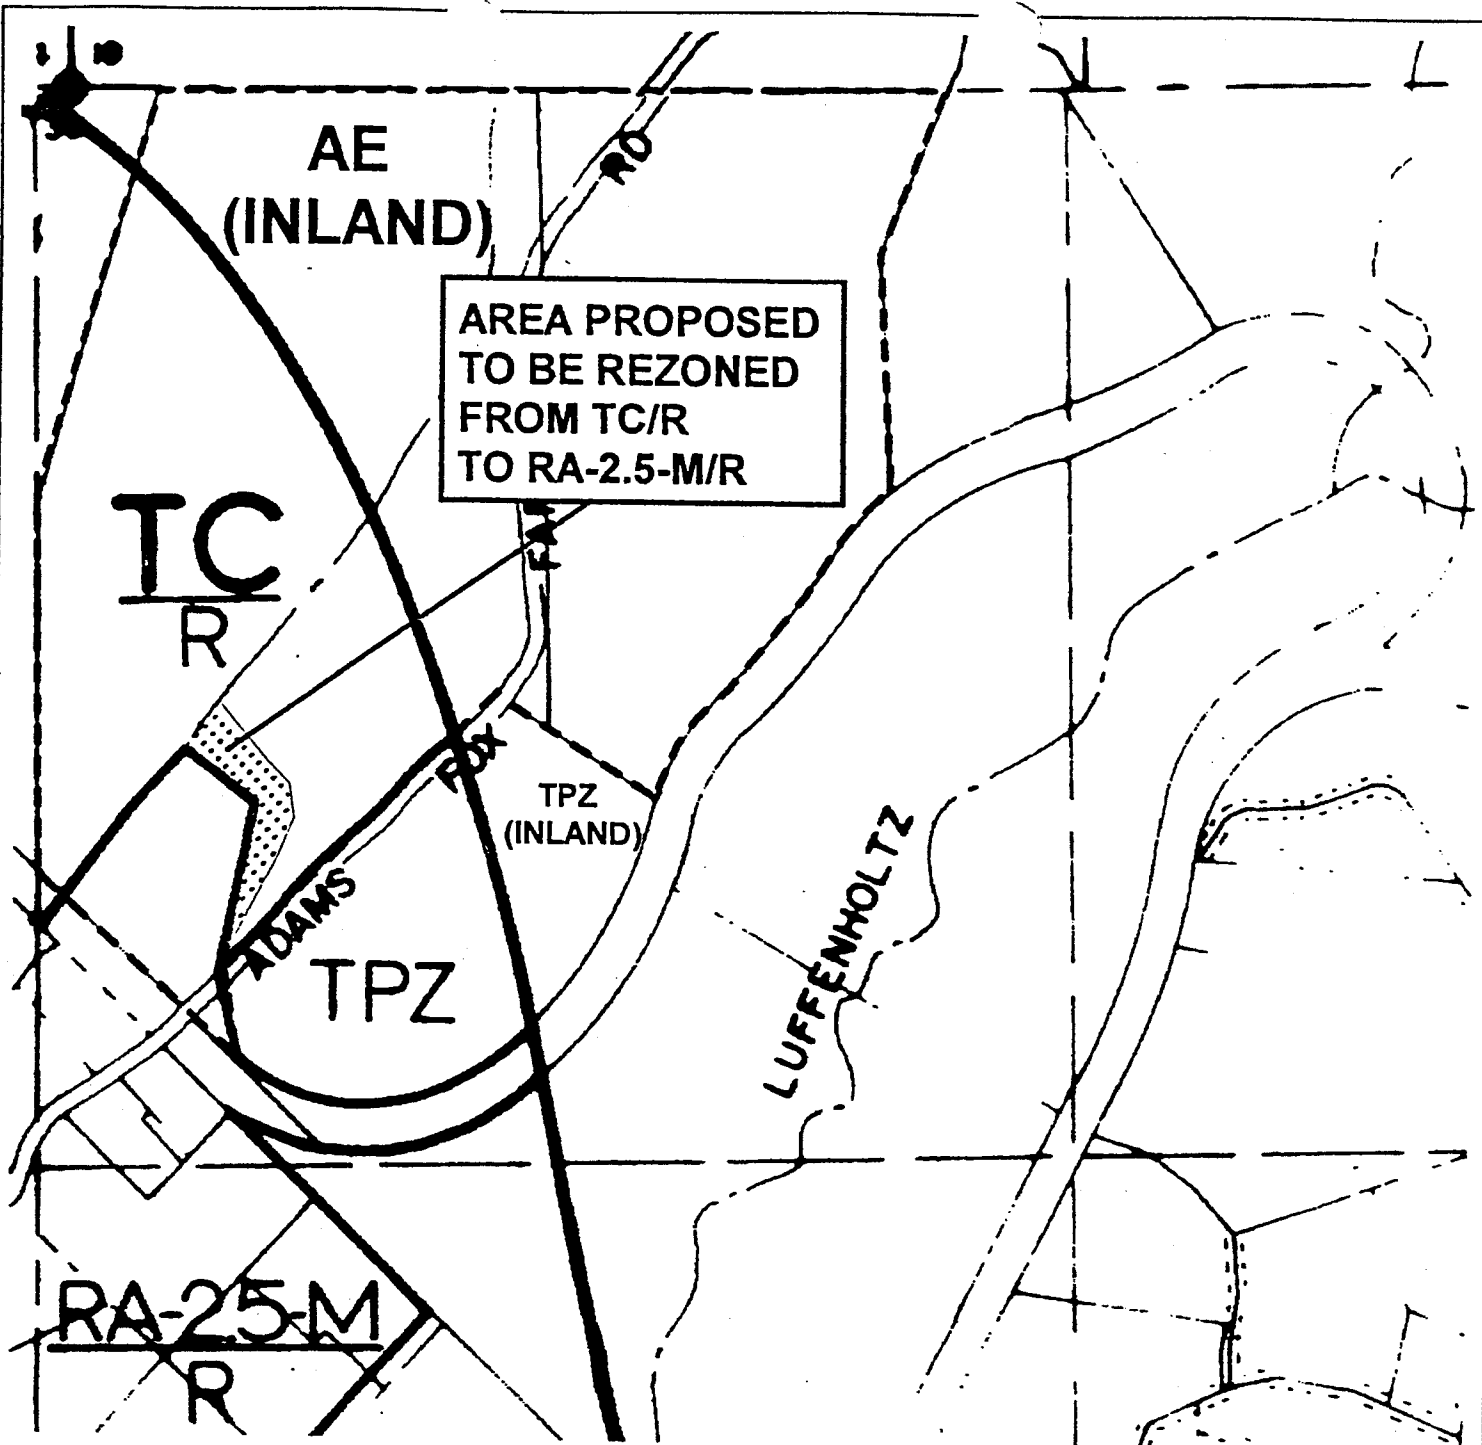 AE
(INLAND)
RD
AREA PROPOSED
TO BE REZONED
FROM TC/R
TO RA-2.5-M/R
TC
R
FOX
TPZ
(INLAND)
ADAMS
TPZ
LUFFENHOLTZ
RA-2.5-M
R